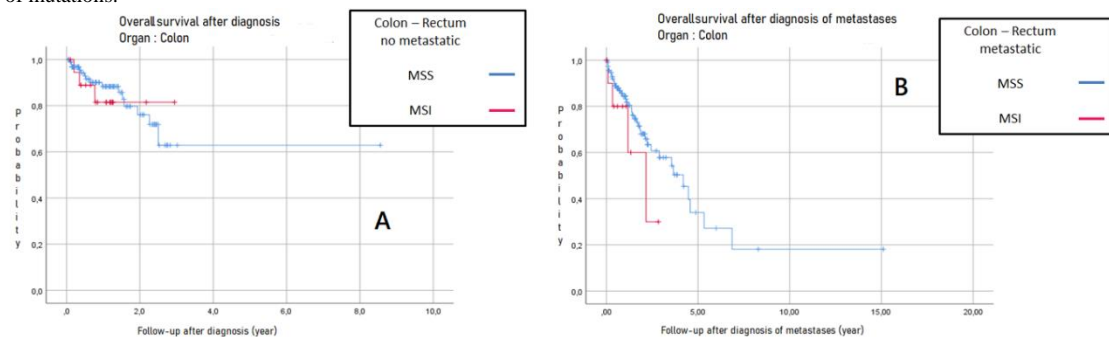 of mutations.
Overall survival after diagnosis
Organ : Colon
Colon – Rectum
no metastatic
MSS
MSI
Probability
1,0
0,8
0,6
0,4
0,2
0,0
A
,0
2,0
4,0
6,0
8,0
10,0
Follow-up after diagnosis (year)
Overall survival after diagnosis of metastases
Organ : Colon
Colon – Rectum
metastatic
MSS
MSI
Probability
1,0
0,8
0,6
0,4
0,2
0,0
B
,00
5,00
10,00
15,00
20,00
Follow-up after diagnosis of metastases (year)